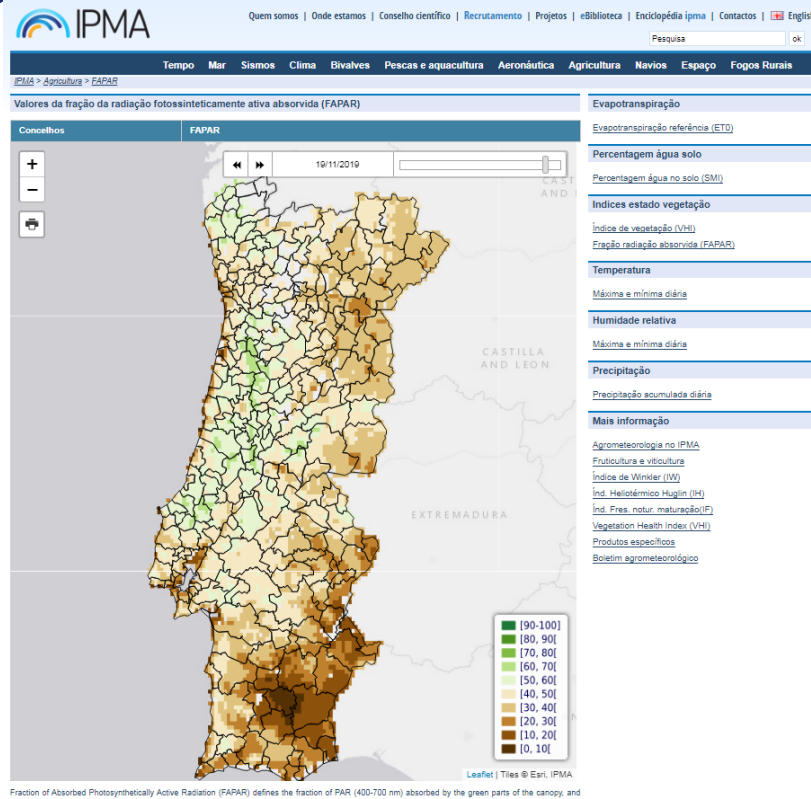 IPMA
Quem somos | Onde estamos | Conselho científico | Recrutamento | Projetos | eBiblioteca | Enciclopédia ipma | Contactos | Englis
Pesquisa ok
Tempo Mar Sismos Clima Bivalves Pescas e aquacultura Aeronáutica Agricultura Navios Espaço Fogos Rurais
IPMA > Agricultura > FAPAR
Valores da fração da radiação fotossinteticamente ativa absorvida (FAPAR)
Concelhos FAPAR
+
−
19/11/2019
CASTI
AND
CASTILLA
AND LEON
EXTREMADURA
[90-100]
[80, 90[
[70, 80[
[60, 70[
[50, 60[
[40, 50[
[30, 40[
[20, 30[
[10, 20[
[0, 10[
Leaflet | Tiles © Esri, IPMA
Fraction of Absorbed Photosynthetically Active Radiation (FAPAR) defines the fraction of PAR (400-700 nm) absorbed by the green parts of the canopy, and
Evapotranspiração
Evapotranspiração referência (ET0)
Percentagem água solo
Percentagem água no solo (SMI)
Indices estado vegetação
Índice de vegetação (VHI)
Fração radiação absorvida (FAPAR)
Temperatura
Máxima e mínima diária
Humidade relativa
Máxima e mínima diária
Precipitação
Precipitação acumulada diária
Mais informação
Agrometeorologia no IPMA
Fruticultura e viticultura
Índice de Winkler (IW)
Índ. Heliotérmico Huglin (IH)
Índ. Fres. notur. maturação(IF)
Vegetation Health Index (VHI)
Produtos específicos
Boletim agrometeorológico